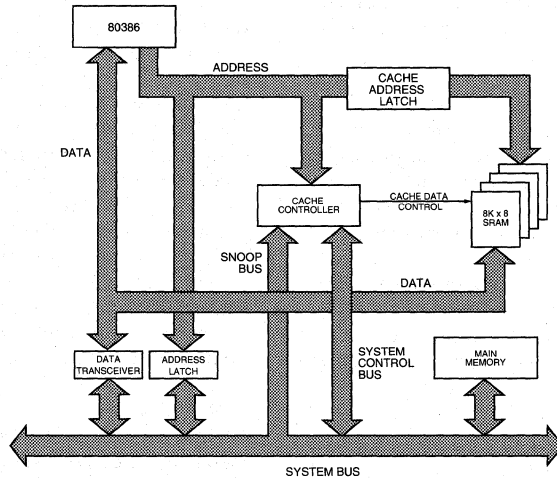 80386
ADDRESS
CACHE
ADDRESS
LATCH
DATA
CACHE
CONTROLLER
CACHE DATA
CONTROL
8K x 8
SRAM
SNOOP
BUS
DATA
DATA
TRANSCEIVER
ADDRESS
LATCH
SYSTEM
CONTROL
BUS
MAIN
MEMORY
SYSTEM BUS